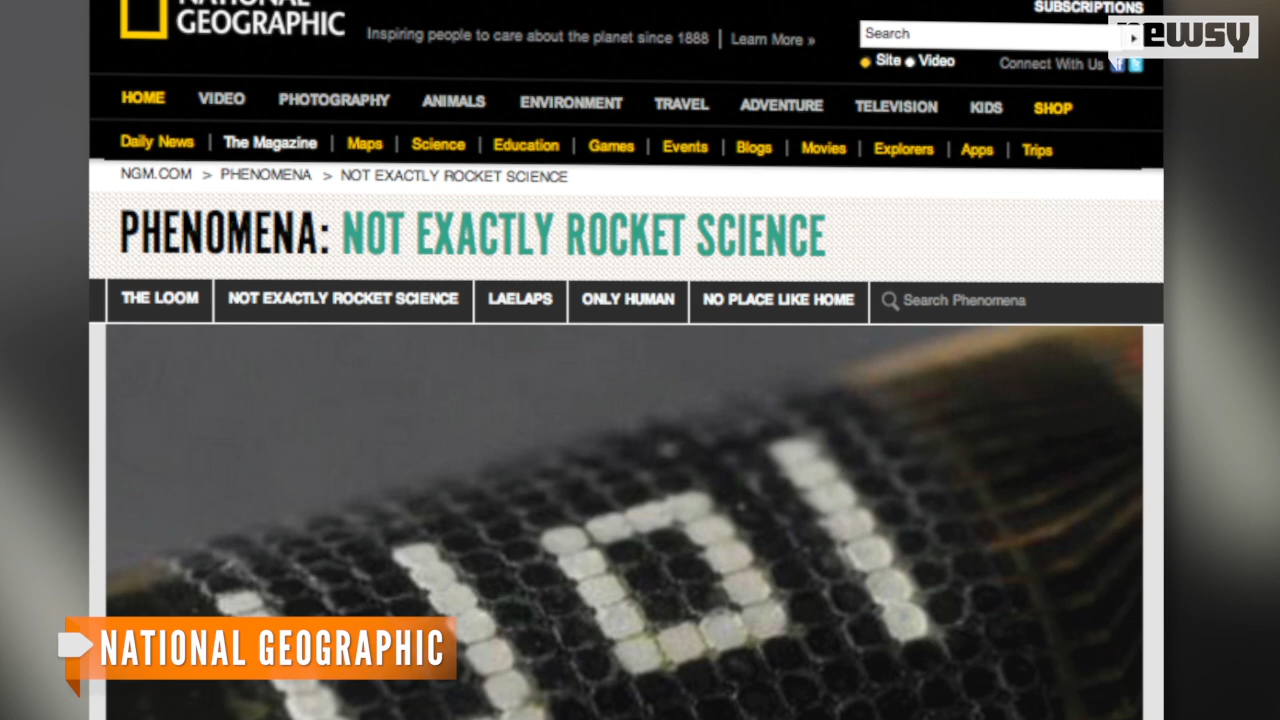 NATIONAL
GEOGRAPHIC
Inspiring people to care about the planet since 1888 | Learn More »
SUBSCRIPTIONS
Search
newsy
Site Video
Connect With Us
HOME VIDEO PHOTOGRAPHY ANIMALS ENVIRONMENT TRAVEL ADVENTURE TELEVISION KIDS SHOP
Daily News | The Magazine | Maps | Science | Education | Games | Events | Blogs | Movies | Explorers | Apps | Trips
NGM.COM > PHENOMENA > NOT EXACTLY ROCKET SCIENCE
PHENOMENA: NOT EXACTLY ROCKET SCIENCE
THE LOOM NOT EXACTLY ROCKET SCIENCE LAELAPS ONLY HUMAN NO PLACE LIKE HOME Search Phenomena
NATIONAL GEOGRAPHIC